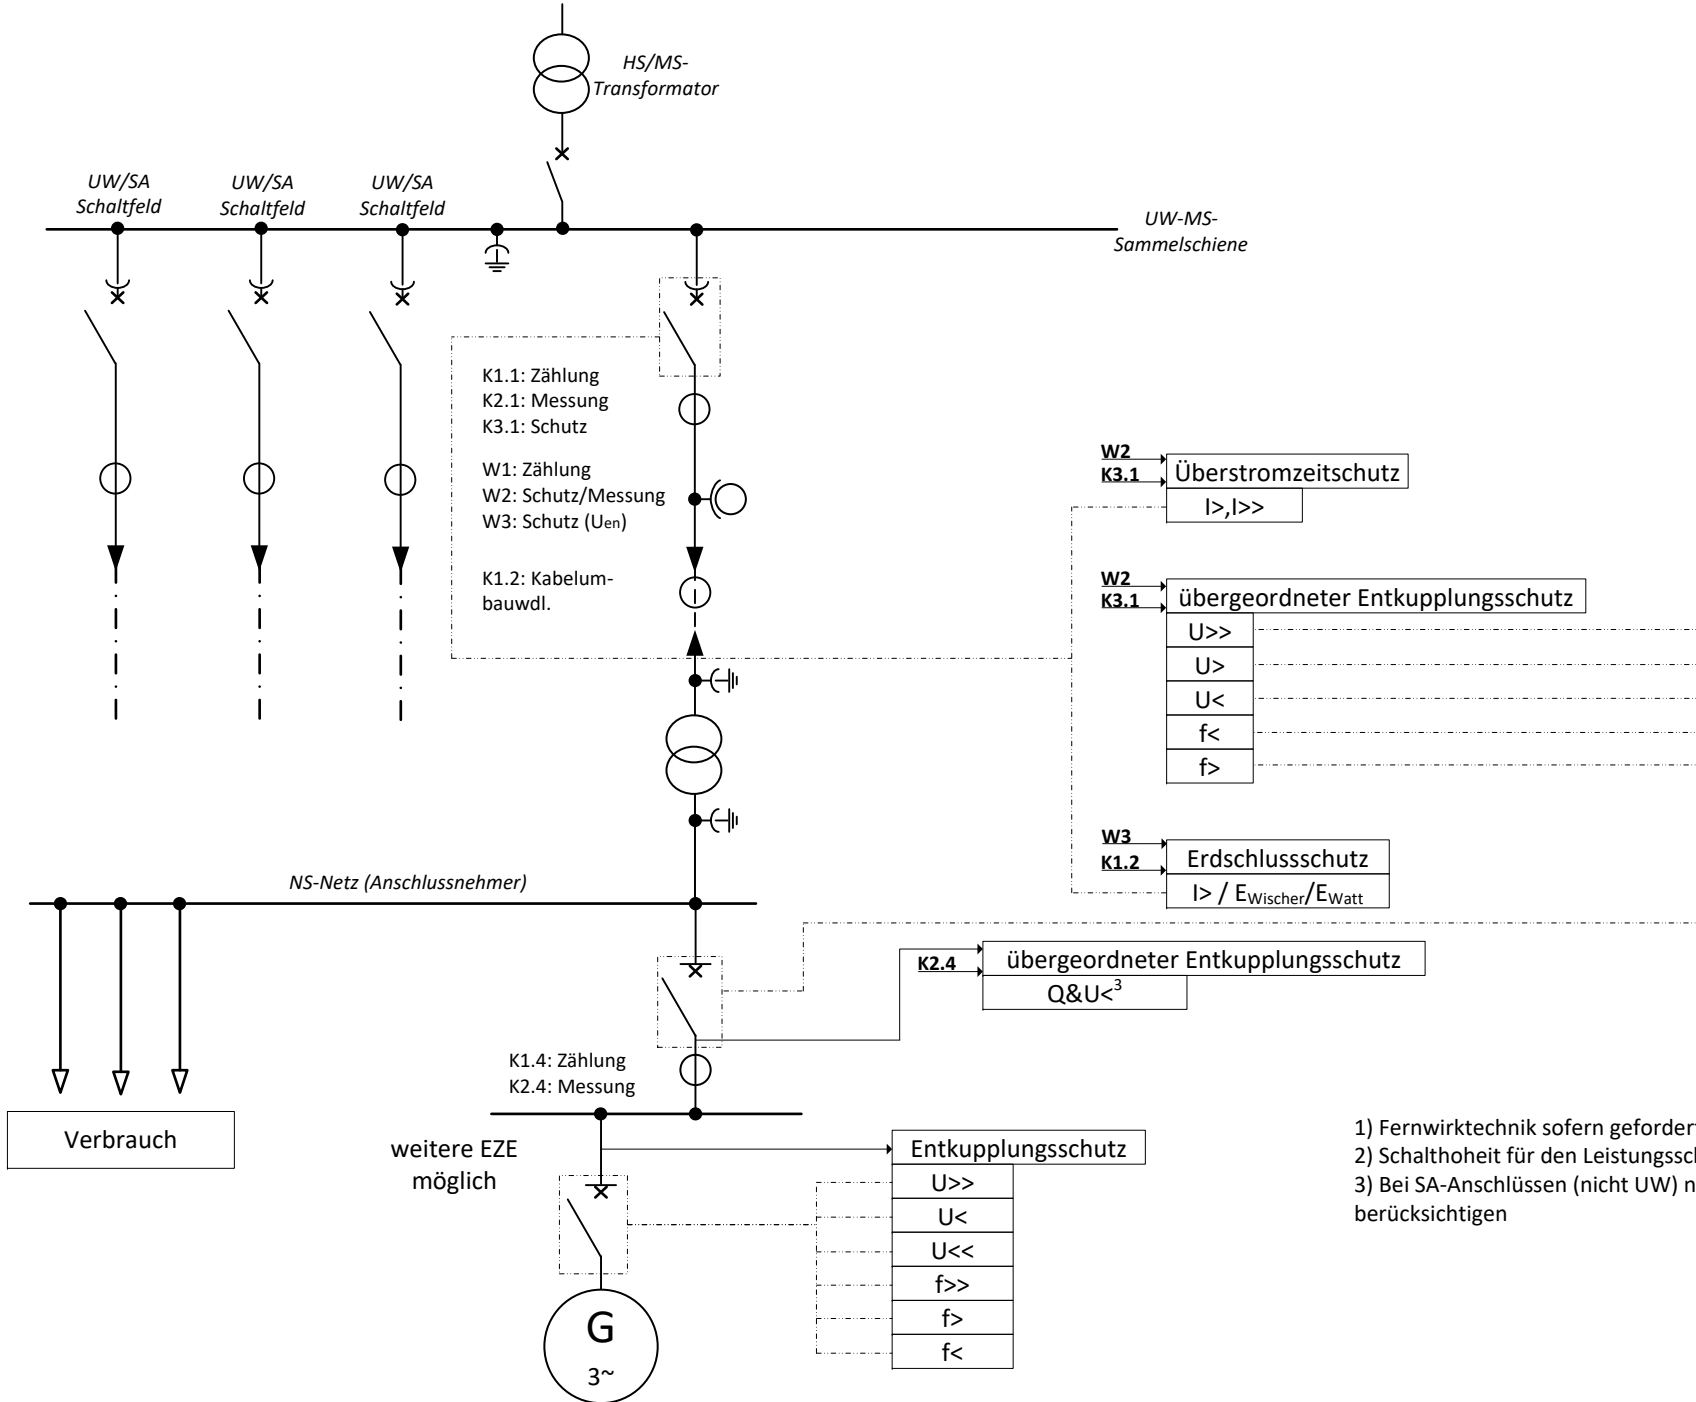 HS/MS-
Transformator
UW/SA
Schaltfeld
UW/SA
Schaltfeld
UW/SA
Schaltfeld
UW-MS-
Sammelschiene
K1.1: Zählung
K2.1: Messung
K3.1: Schutz
W1: Zählung
W2: Schutz/Messung
W3: Schutz (Uen)
K1.2: Kabelum-
bauwdl.
W2
K3.1
Überstromzeitschutz
I>,I>>
W2
K3.1
übergeordneter Entkupplungsschutz
U>>
U>
U<
f<
f>
W3
K1.2
Erdschlussschutz
I> / EWischer/EWatt
NS-Netz (Anschlussnehmer)
K2.4
übergeordneter Entkupplungsschutz
Q&U<³
K1.4: Zählung
K2.4: Messung
Verbrauch
weitere EZE
möglich
Entkupplungsschutz
U>>
U<
U<<
f>>
f>
f<
G
3~
1) Fernwirktechnik sofern geforder
2) Schalthoheit für den Leistungssc
3) Bei SA-Anschlüssen (nicht UW) n
berücksichtigen